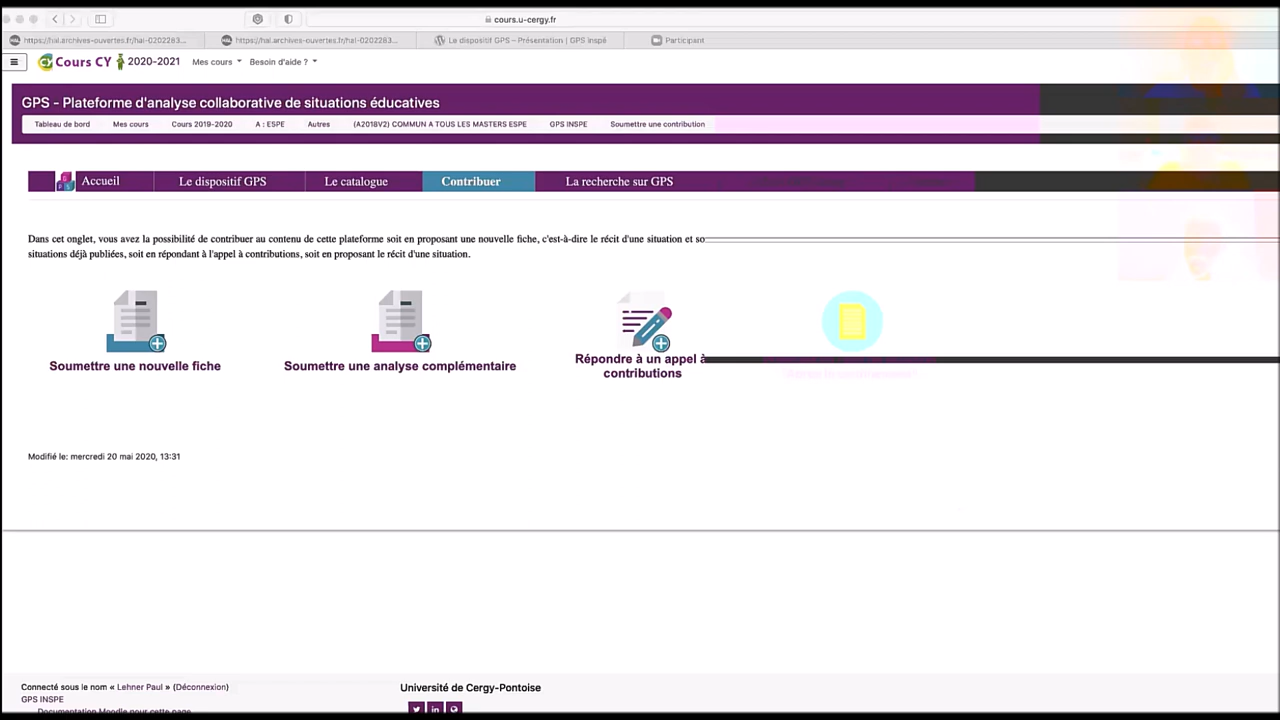 cours.u-cergy.fr
https://hal.archives-ouvertes.fr/hal-0202283...
https://hal.archives-ouvertes.fr/hal-0202283...
Le dispositif GPS – Présentation | GPS Inspé
Participant
Cours CY 2020-2021 Mes cours Besoin d'aide ?
GPS - Plateforme d'analyse collaborative de situations éducatives
Tableau de bord Mes cours Cours 2019-2020 A : ESPE Autres (A2018V2) COMMUN A TOUS LES MASTERS ESPE GPS INSPE Soumettre une contribution
Accueil Le dispositif GPS Le catalogue Contribuer La recherche sur GPS
Dans cet onglet, vous avez la possibilité de contribuer au contenu de cette plateforme soit en proposant une nouvelle fiche, c'est-à-dire le récit d'une situation et so
situations déjà publiées, soit en répondant à l'appel à contributions, soit en proposant le récit d'une situation.
Soumettre une nouvelle fiche
Soumettre une analyse complémentaire
Répondre à un appel à
contributions
Modifié le: mercredi 20 mai 2020, 13:31
Connecté sous le nom « Lehner Paul » (Déconnexion)
GPS INSPE
Documentation Moodle pour cette page
Université de Cergy-Pontoise